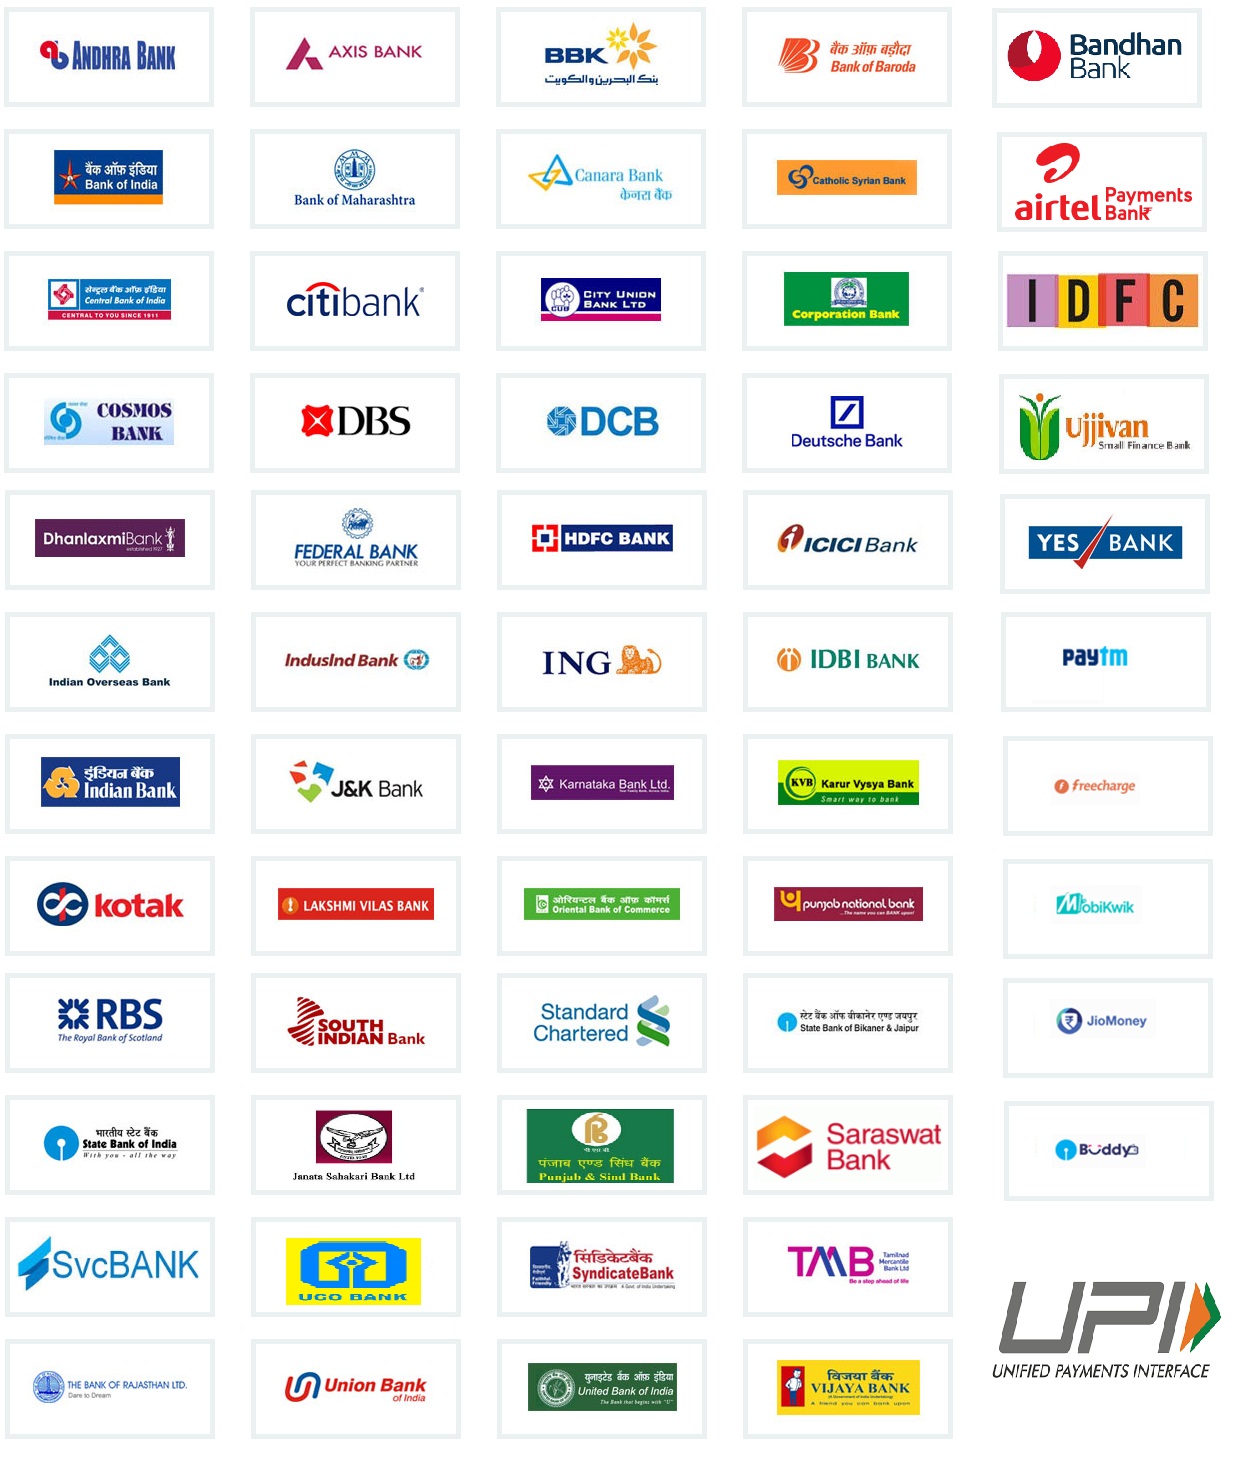 ANDHRA BANK
AXIS BANK
BBK
بنك البحرين والكويت
बैंक ऑफ़ बड़ौदा
Bank of Baroda
Bandhan
Bank
बैंक ऑफ़ इंडिया
Bank of India
Bank of Maharashtra
Canara Bank
केनरा बैंक
Catholic Syrian Bank
airtel Payments
Bank
सेन्ट्रल बैंक ऑफ़ इंडिया
Central Bank of India
CENTRAL TO YOU SINCE 1911
citibank
CITY UNION
BANK LTD
CUB
Corporation Bank
IDFC
COSMOS
BANK
DBS
DCB
Deutsche Bank
Ujjivan
Small Finance Bank
DhanlaxmiBank
established 1927
FEDERAL BANK
YOUR PERFECT BANKING PARTNER
HDFC BANK
ICICI Bank
YES BANK
Indian Overseas Bank
IndusInd Bank
ING
IDBI BANK
paytm
इंडियन बैंक
Indian Bank
J&K Bank
Karnataka Bank Ltd.
KVB
Karur Vysya Bank
Smart way to bank
freecharge
kotak
LAKSHMI VILAS BANK
ओरियन्टल बैंक ऑफ़ कॉमर्स
Oriental Bank of Commerce
punjab national bank
...The name you can BANK upon!
MobiKwik
RBS
The Royal Bank of Scotland
SOUTH
INDIAN Bank
Standard
Chartered
स्टेट बैंक ऑफ बीकानेर एण्ड जयपुर
State Bank of Bikaner & Jaipur
JioMoney
भारतीय स्टेट बैंक
State Bank of India
With you - all the way
Janata Sahakari Bank Ltd
पी एस बी
पंजाब एण्ड सिंध बैंक
Punjab & Sind Bank
Saraswat
Bank
Buddy
SvcBANK
UCO BANK
सिंडिकेटबैंक
SyndicateBank
Faithful,
Friendly
A Govt. of India Undertaking
TMB
Tamilnad
Mercantile
Bank Ltd
Be a step ahead of life
UPI
UNIFIED PAYMENTS INTERFACE
THE BANK OF RAJASTHAN LTD.
Dare to Dream
Union Bank
of India
युनाइटेड बैंक ऑफ़ इंडिया
United Bank of India
The Bank that begins with "U"
विजया बैंक
VIJAYA BANK
(A Government of India Undertaking)
A friend you can bank upon